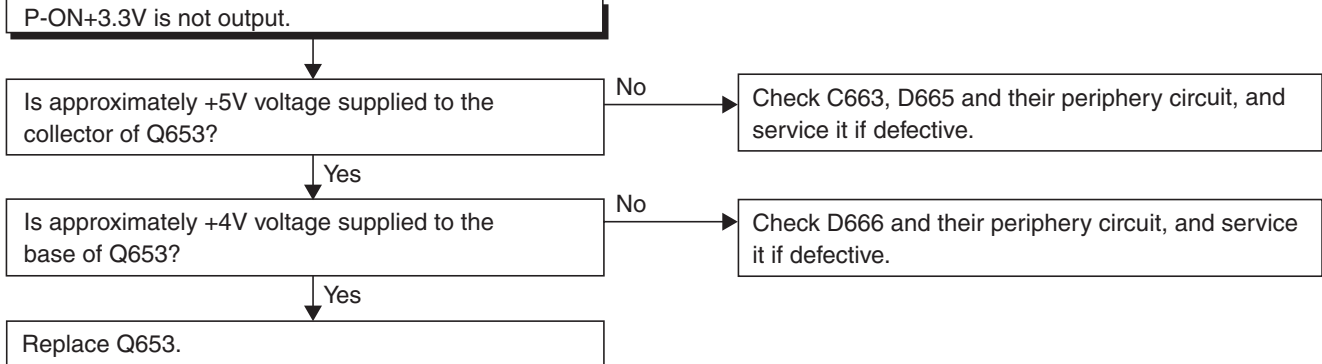 P-ON+3.3V is not output.
Is approximately +5V voltage supplied to the
collector of Q653?
No
Check C663, D665 and their periphery circuit, and
service it if defective.
Yes
Is approximately +4V voltage supplied to the
base of Q653?
No
Check D666 and their periphery circuit, and service
it if defective.
Yes
Replace Q653.